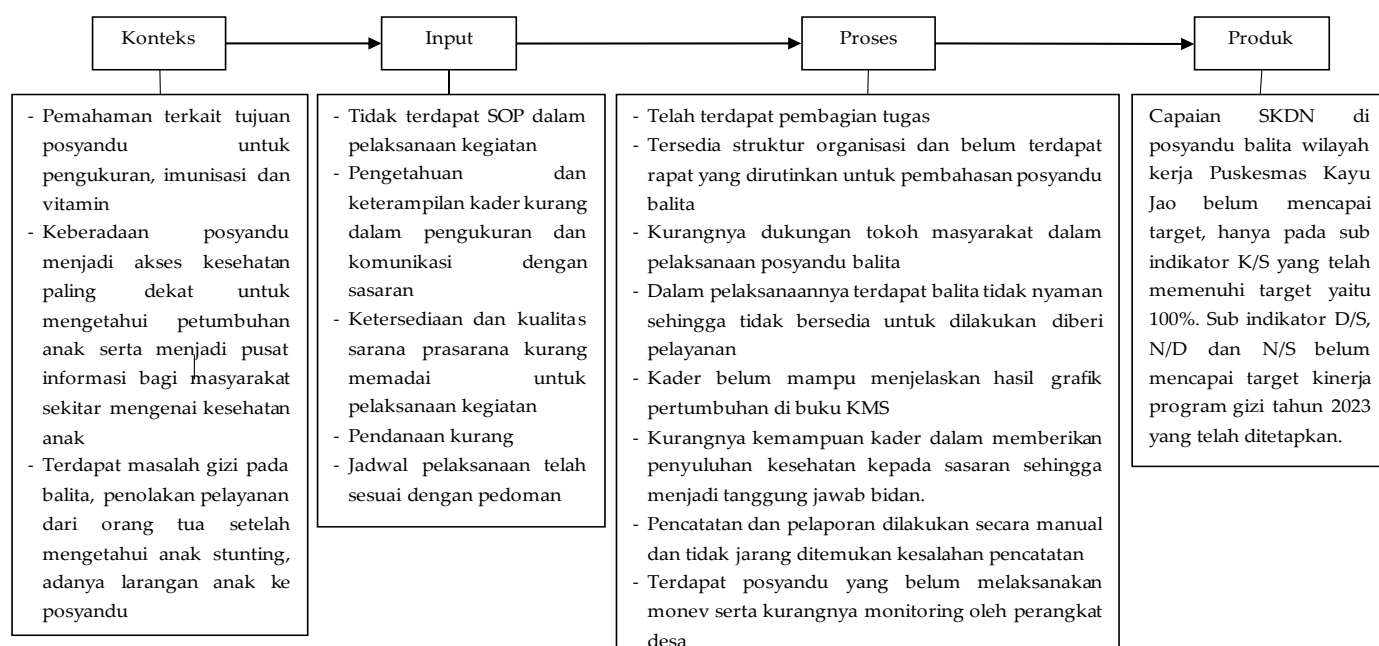 Konteks
Input
Proses
Produk
- Pemahaman terkait tujuan
posyandu untuk
pengukuran, imunisasi dan
vitamin
- Keberadaan posyandu
menjadi akses kesehatan
paling dekat untuk
mengetahui petumbuhan
anak serta menjadi pusat
informasi bagi masyarakat
sekitar mengenai kesehatan
anak
- Terdapat masalah gizi pada
balita, penolakan pelayanan
dari orang tua setelah
mengetahui anak stunting,
adanya larangan anak ke
posyandu
- Tidak terdapat SOP dalam
pelaksanaan kegiatan
- Pengetahuan dan
keterampilan kader kurang
dalam pengukuran dan
komunikasi dengan
sasaran
- Ketersediaan dan kualitas
sarana prasarana kurang
memadai untuk
pelaksanaan kegiatan
- Pendanaan kurang
- Jadwal pelaksanaan telah
sesuai dengan pedoman
- Telah terdapat pembagian tugas
- Tersedia struktur organisasi dan belum terdapat
rapat yang dirutinkan untuk pembahasan posyandu
balita
- Kurangnya dukungan tokoh masyarakat dalam
pelaksanaan posyandu balita
- Dalam pelaksanaannya terdapat balita tidak nyaman
sehingga tidak bersedia untuk dilakukan diberi
pelayanan
- Kader belum mampu menjelaskan hasil grafik
pertumbuhan di buku KMS
- Kurangnya kemampuan kader dalam memberikan
penyuluhan kesehatan kepada sasaran sehingga
menjadi tanggung jawab bidan.
- Pencatatan dan pelaporan dilakukan secara manual
dan tidak jarang ditemukan kesalahan pencatatan
- Terdapat posyandu yang belum melaksanakan
monev serta kurangnya monitoring oleh perangkat
desa
Capaian SKDN di
posyandu balita wilayah
kerja Puskesmas Kayu
Jao belum mencapai
target, hanya pada sub
indikator K/S yang telah
memenuhi target yaitu
100%. Sub indikator D/S,
N/D dan N/S belum
mencapai target kinerja
program gizi tahun 2023
yang telah ditetapkan.